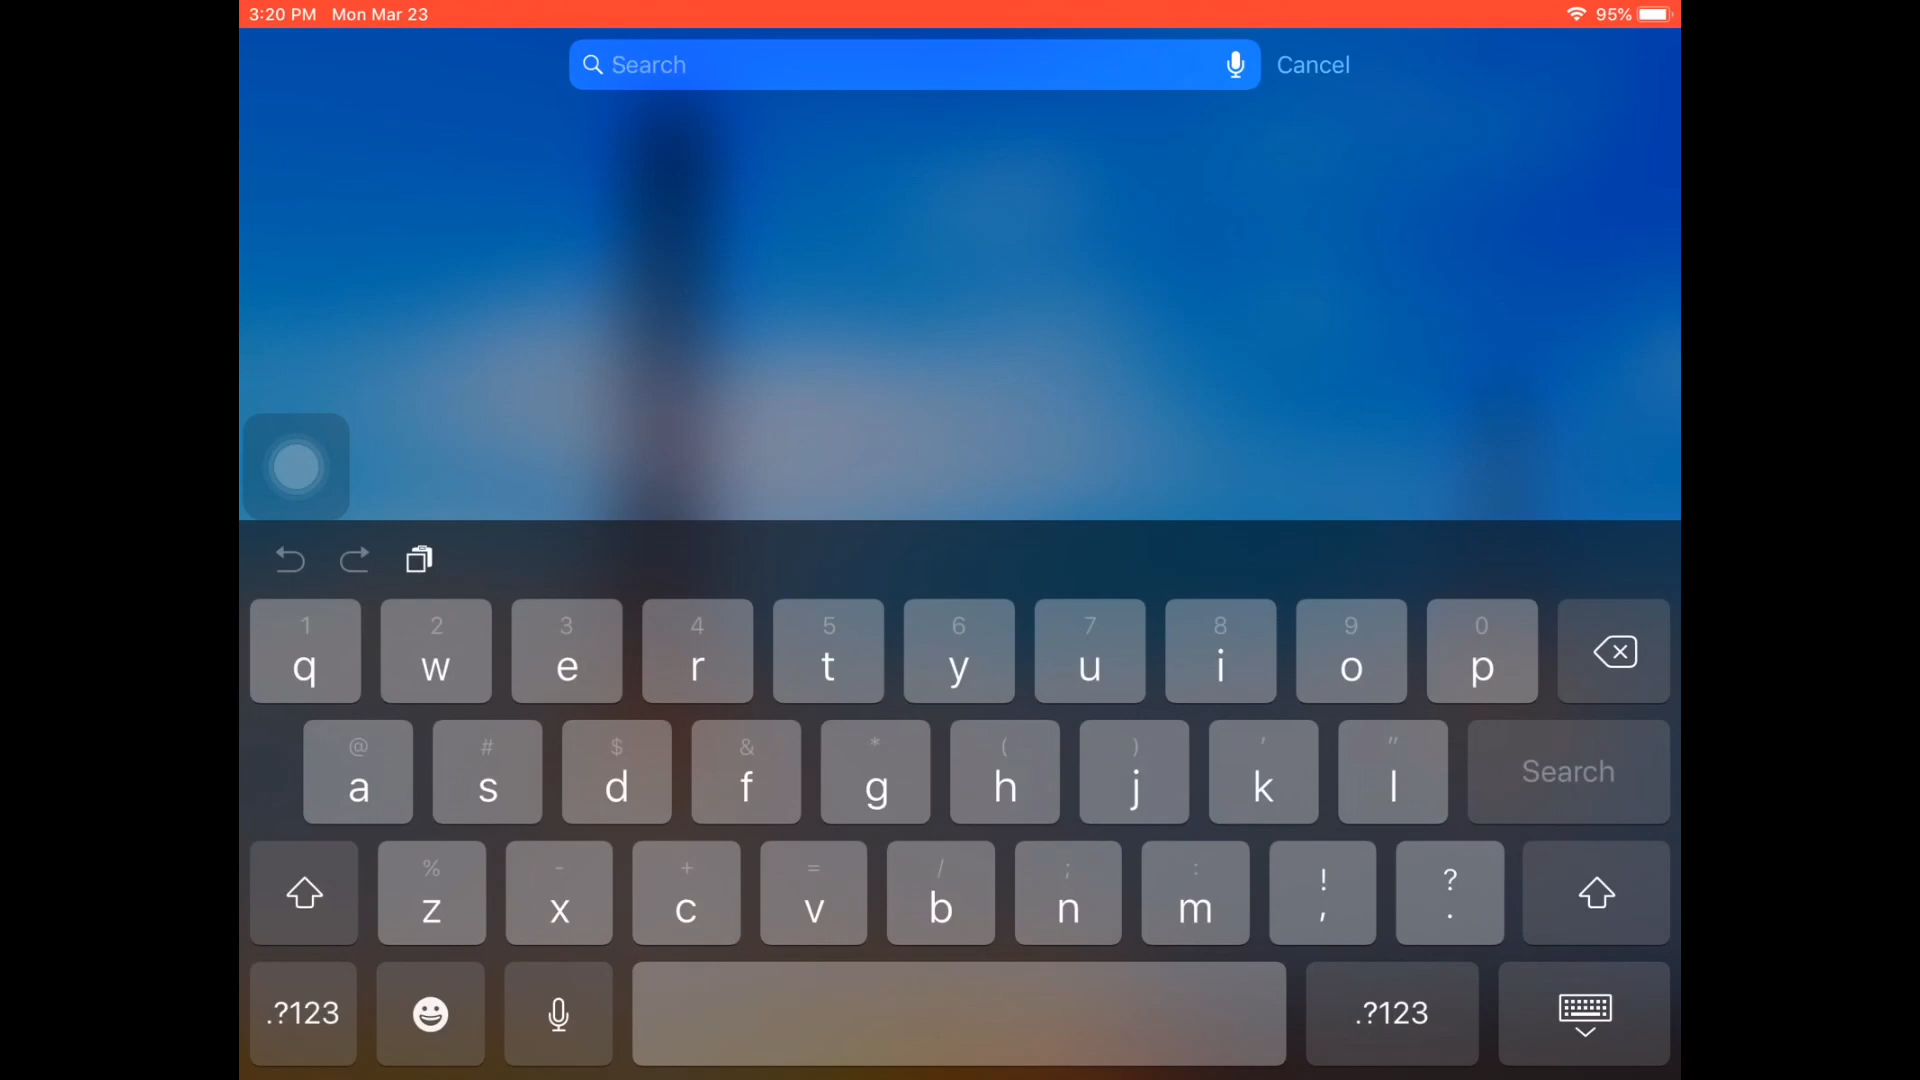 3:20 PM Mon Mar 23 95%
Search Cancel
1 2 3 4 5 6 7 8 9 0
q w e r t y u i o p
@ # $ & * ( ) ' "
a s d f g h j k l Search
% - + = / ; : ! ?
z x c v b n m , .
.?123 .?123